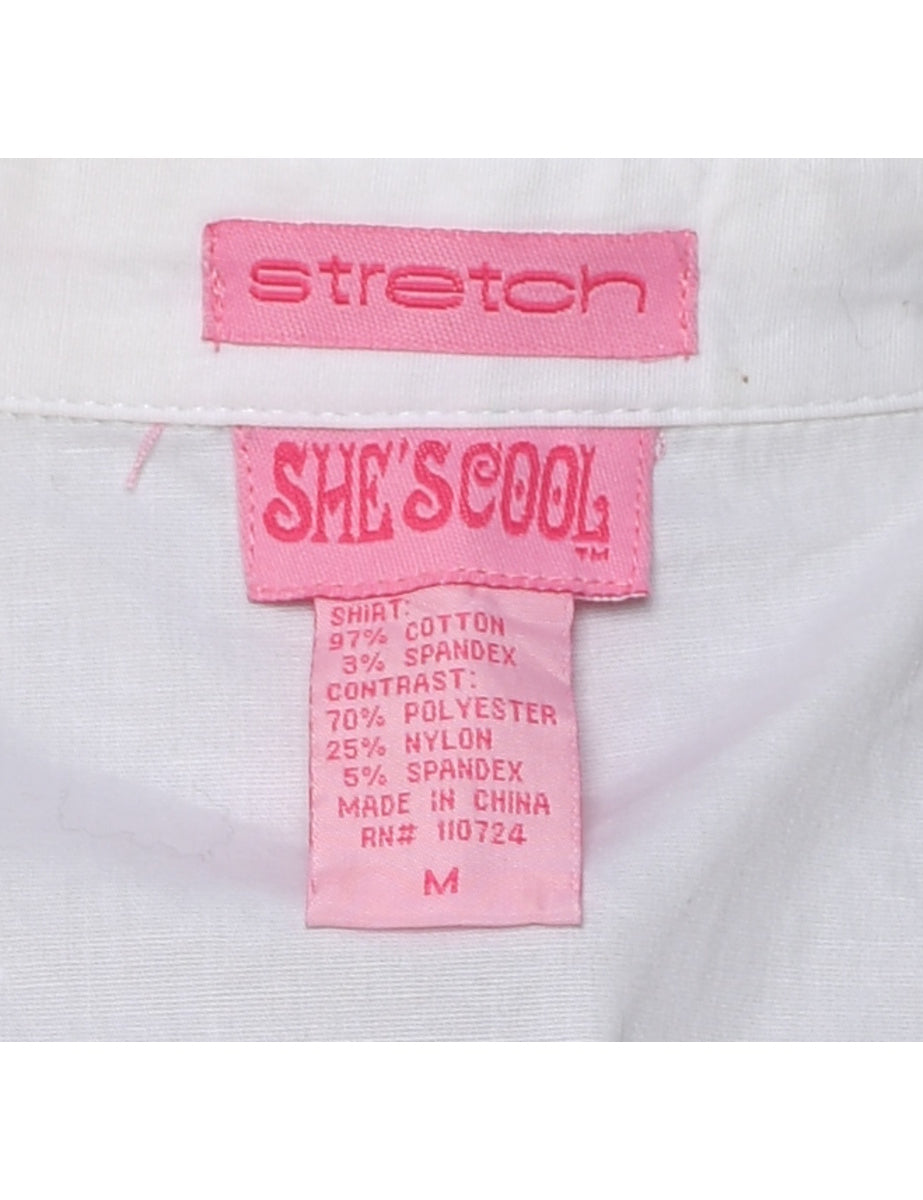 stretch
SHE'S COOL
TM
SHIRT:
97% COTTON
3% SPANDEX
CONTRAST:
70% POLYESTER
25% NYLON
5% SPANDEX
MADE IN CHINA
RN# 110724
M